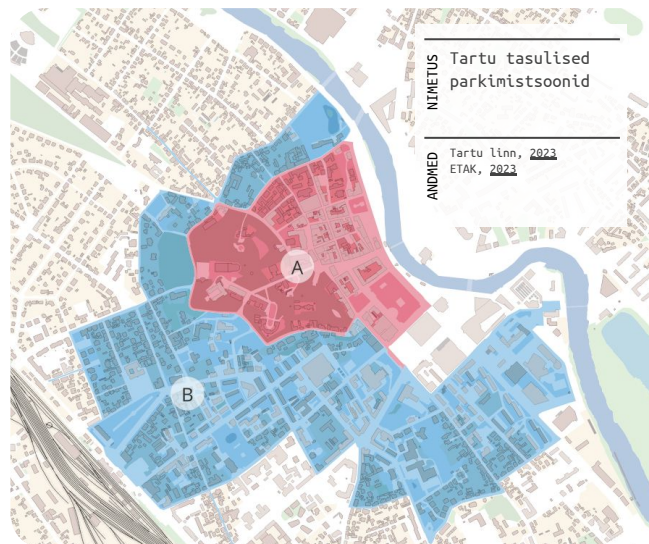 NIMETUS
Tartu tasulised
parkimistsoonid
ANDMED
Tartu linn, 2023
ETAK, 2023
A
B